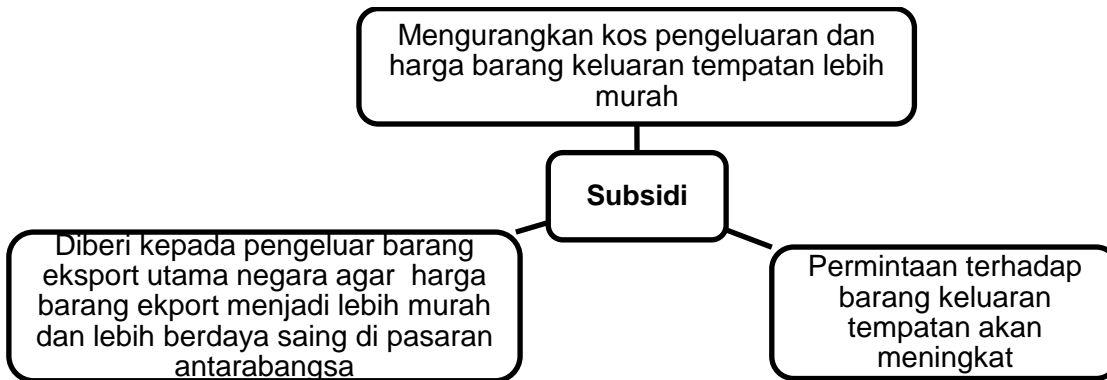 Mengurangkan kos pengeluaran dan
harga barang keluaran tempatan lebih
murah
Subsidi
Diberi kepada pengeluar barang
eksport utama negara agar harga
barang ekport menjadi lebih murah
dan lebih berdaya saing di pasaran
antarabangsa
Permintaan terhadap
barang keluaran
tempatan akan
meningkat